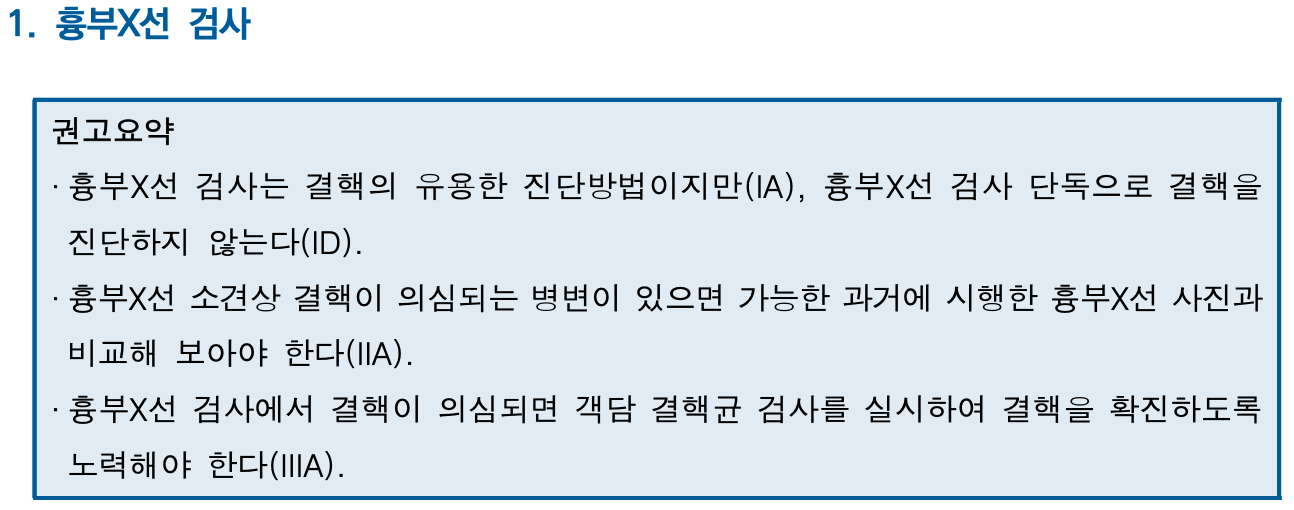 1. 흉부X선 검사
권고요약
· 흉부X선 검사는 결핵의 유용한 진단방법이지만(IA), 흉부X선 검사 단독으로 결핵을
진단하지 않는다(ID).
· 흉부X선 소견상 결핵이 의심되는 병변이 있으면 가능한 과거에 시행한 흉부X선 사진과
비교해 보아야 한다(IIA).
· 흉부X선 검사에서 결핵이 의심되면 객담 결핵균 검사를 실시하여 결핵을 확진하도록
노력해야 한다(IIIA).